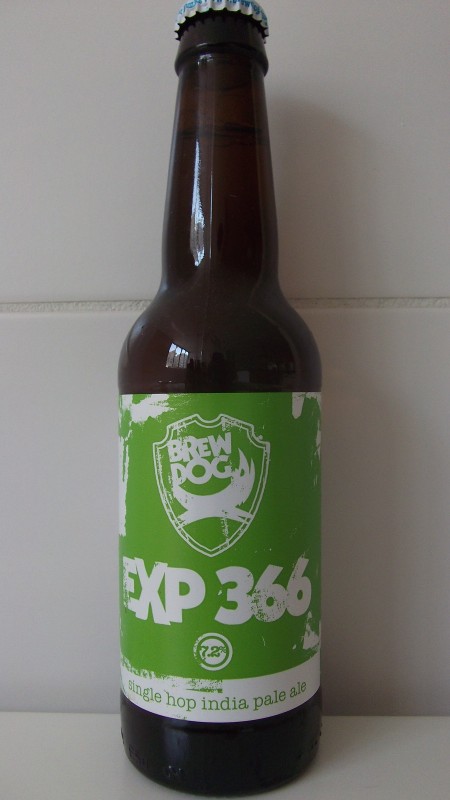 BREW
DOG
EXP 366
7.2%
single hop india pale ale